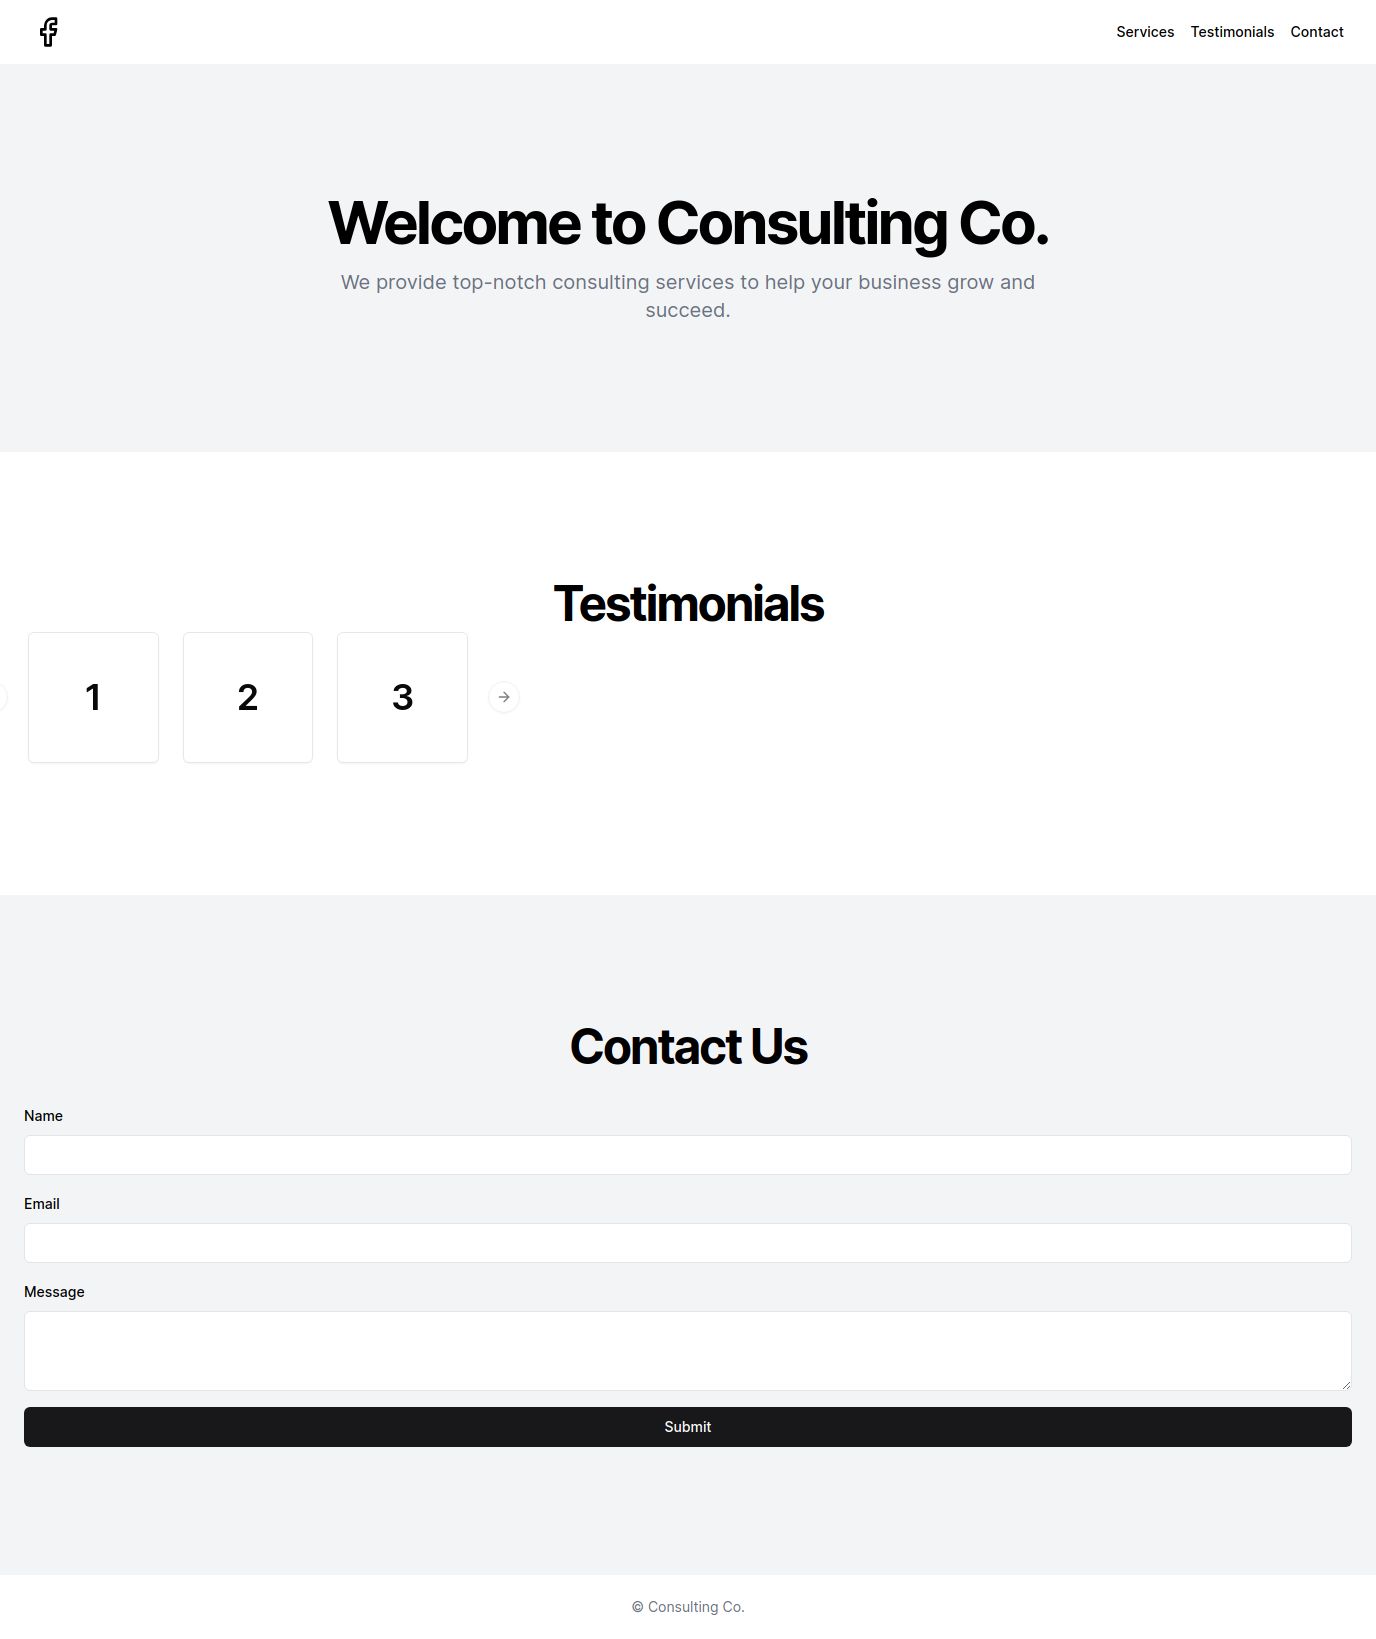 Services Testimonials Contact
Welcome to Consulting Co.
We provide top-notch consulting services to help your business grow and
succeed.
Testimonials
1 2 3
Contact Us
Name
Email
Message
Submit
© Consulting Co.